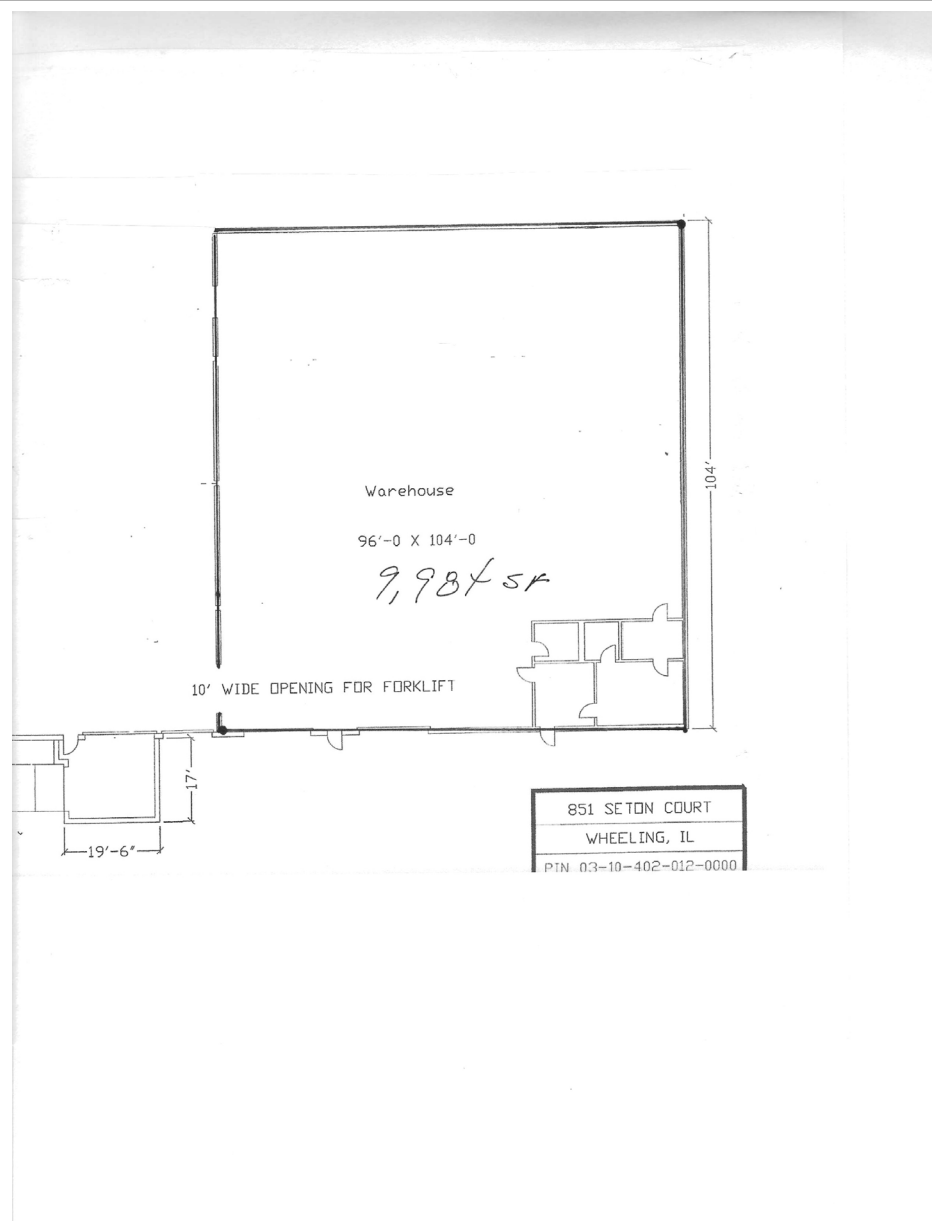 104'
Warehouse
96'-0 X 104'-0
9,984 SF
10' WIDE OPENING FOR FORKLIFT
17'
19'-6"
851 SETON COURT
WHEELING, IL
PIN 03-10-402-012-0000